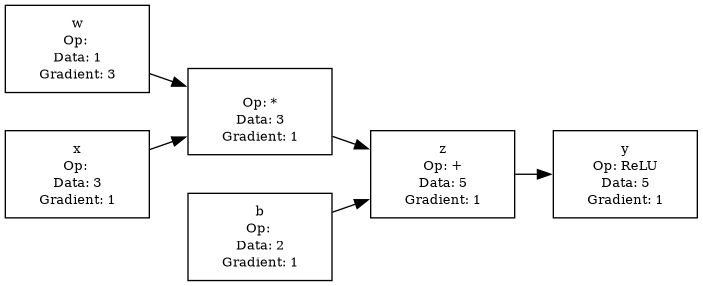 w
Op:
Data: 1
Gradient: 3
x
Op:
Data: 3
Gradient: 1
Op: *
Data: 3
Gradient: 1
b
Op:
Data: 2
Gradient: 1
z
Op: +
Data: 5
Gradient: 1
y
Op: ReLU
Data: 5
Gradient: 1